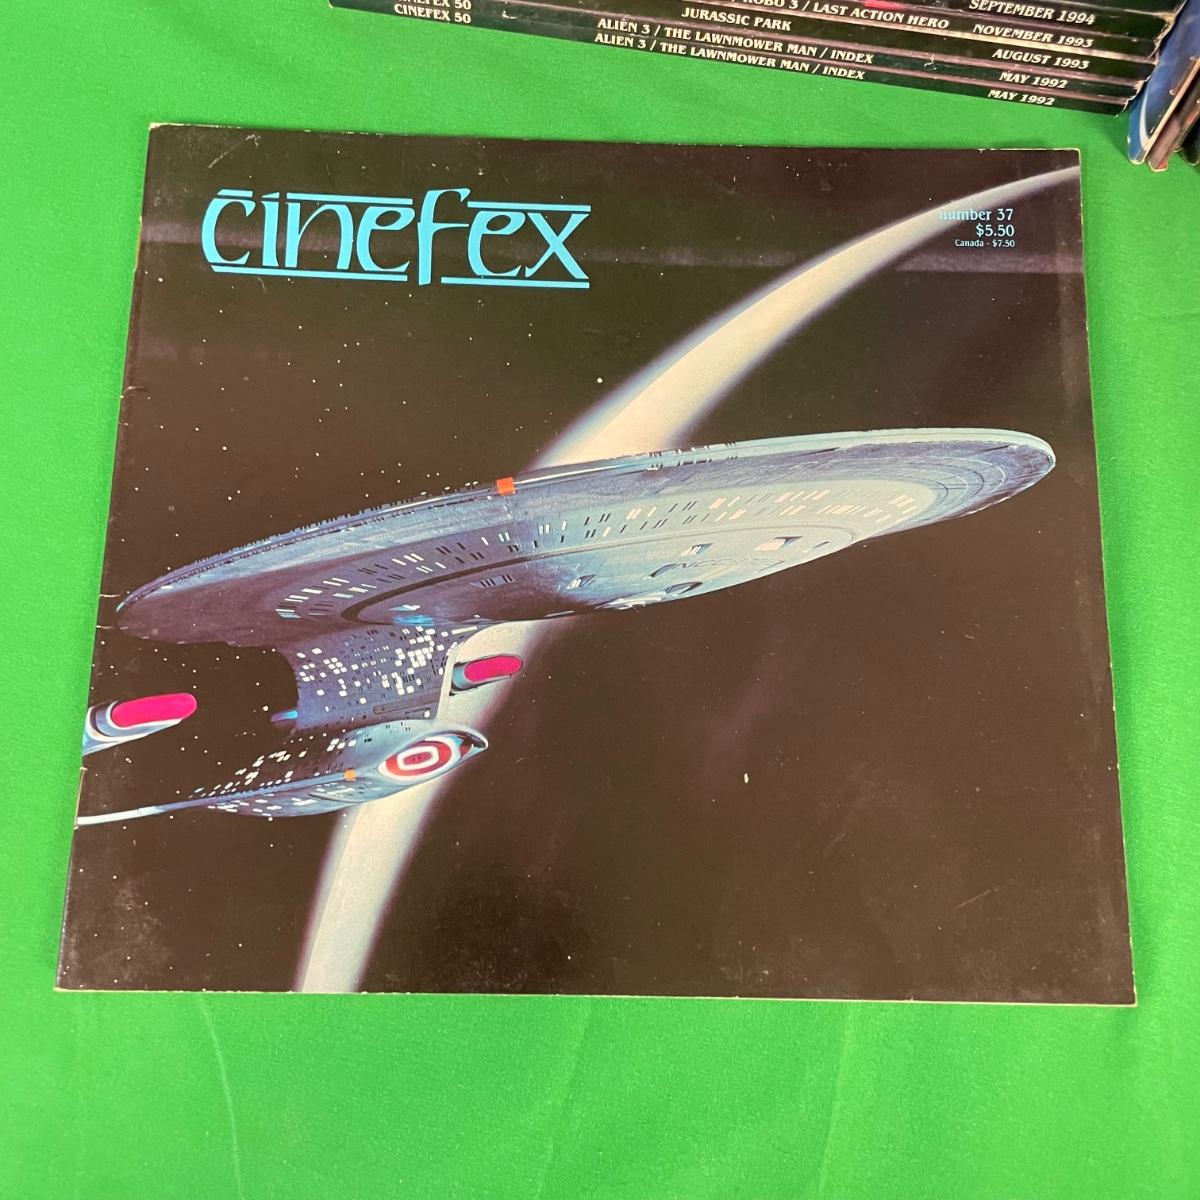 CINEFEX 50
CINEFEX 50
ROBO 3 / LAST ACTION HERO
JURASSIC PARK
ALIEN 3 / THE LAWNMOWER MAN / INDEX
ALIEN 3 / THE LAWNMOWER MAN / INDEX
SEPTEMBER 1994
NOVEMBER 1993
AUGUST 1993
MAY 1992
MAY 1992
cinefex
number 37
$5.50
Canada - $7.50